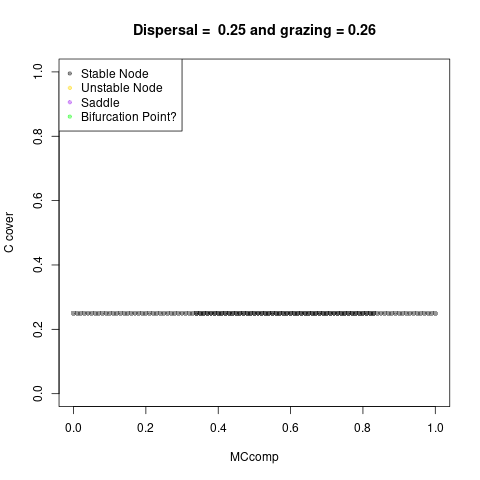 Dispersal =  0.25 and grazing = 0.26
Stable Node
Unstable Node
Saddle
Bifurcation Point?
1.0
0.8
0.6
0.4
0.2
0.0
C cover
0.0 0.2 0.4 0.6 0.8 1.0
MCcomp